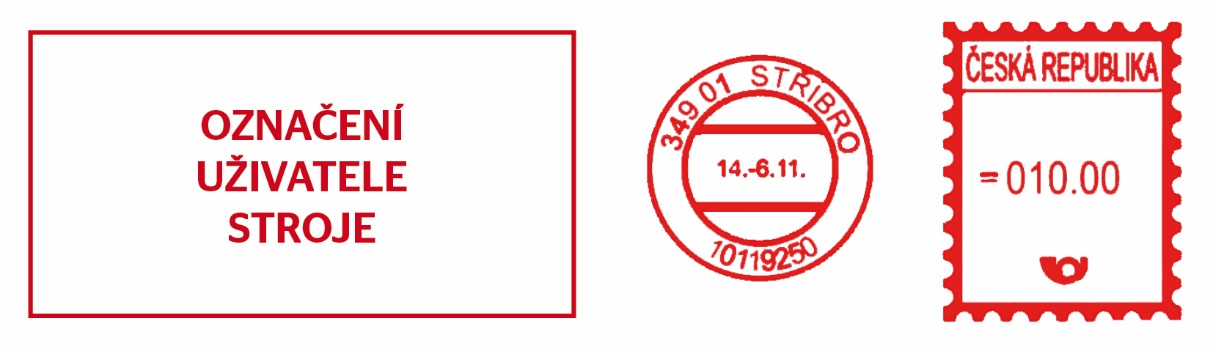 OZNAČENÍ
UŽIVATELE
STROJE
349 01 STŘÍBRO
14.-6.11.
10119250
ČESKÁ REPUBLIKA
=010.00